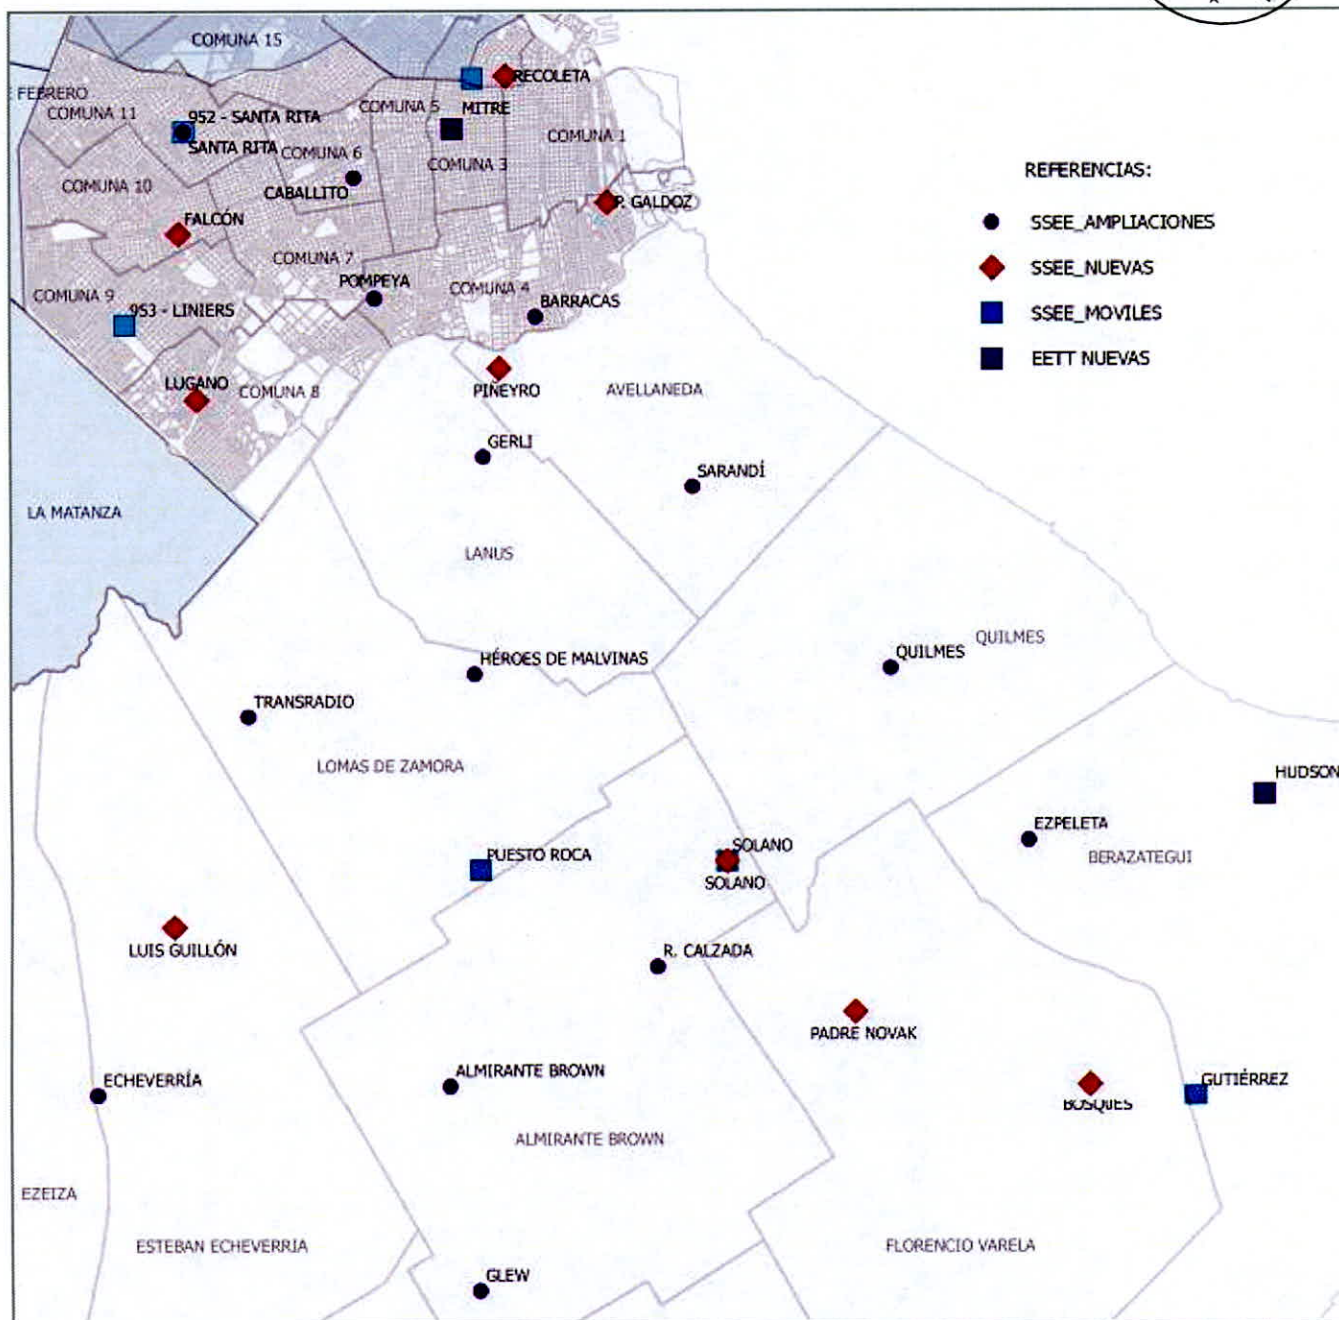 COMUNA 15
RECOLETA
FEBRERO
COMUNA 11
952 - SANTA RITA
COMUNA 5
MITRE
SANTA RITA
COMUNA 6
COMUNA 3
COMUNA 1
COMUNA 10
CABALLITO
P. GALDOZ
FALCÓN
COMUNA 7
POMPEYA
COMUNA 4
COMUNA 9
953 - LINIERS
BARRACAS
LUGANO
COMUNA 8
PIÑEYRO
AVELLANEDA
REFERENCIAS:
SSEE_AMPLIACIONES
SSEE_NUEVAS
SSEE_MOVILES
EETT NUEVAS
GERLI
SARANDÍ
LA MATANZA
LANUS
QUILMES
HÉROES DE MALVINAS
QUILMES
TRANSRADIO
LOMAS DE ZAMORA
HUDSON
EZPELETA
PUESTO ROCA
SOLANO
BERAZATEGUI
SOLANO
LUIS GUILLÓN
R. CALZADA
PADRE NOVAK
ECHEVERRÍA
ALMIRANTE BROWN
GUTIÉRREZ
BOSQUES
ALMIRANTE BROWN
EZEIZA
ESTEBAN ECHEVERRIA
FLORENCIO VARELA
GLEW